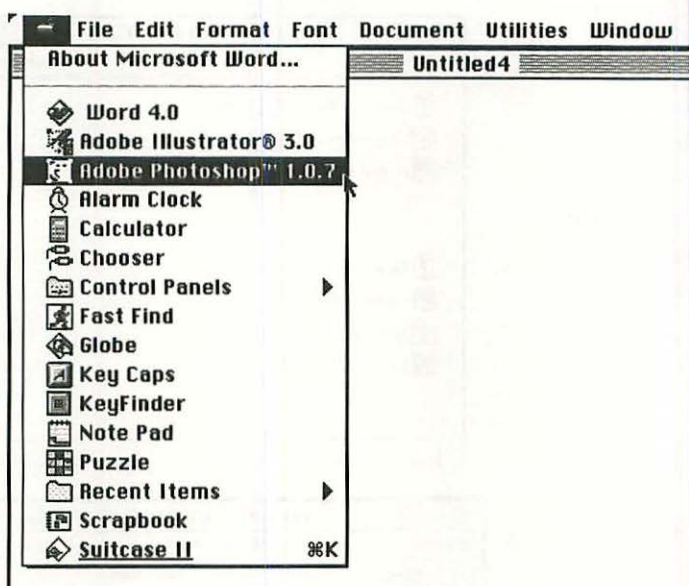 File Edit Format Font Document Utilities Window
About Microsoft Word...
Untitled4
Word 4.0
Adobe Illustrator® 3.0
Adobe Photoshop™ 1.0.7
Alarm Clock
Calculator
Chooser
Control Panels
Fast Find
Globe
Key Caps
KeyFinder
Note Pad
Puzzle
Recent Items
Scrapbook
Suitcase II ⌘K